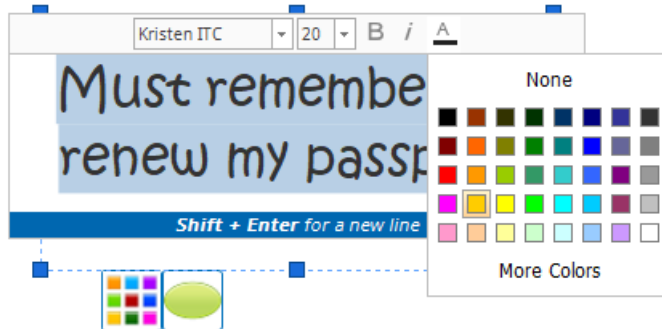 Kristen ITC 20 B i A
None
Must remembe
renew my passp
Shift + Enter for a new line
More Colors